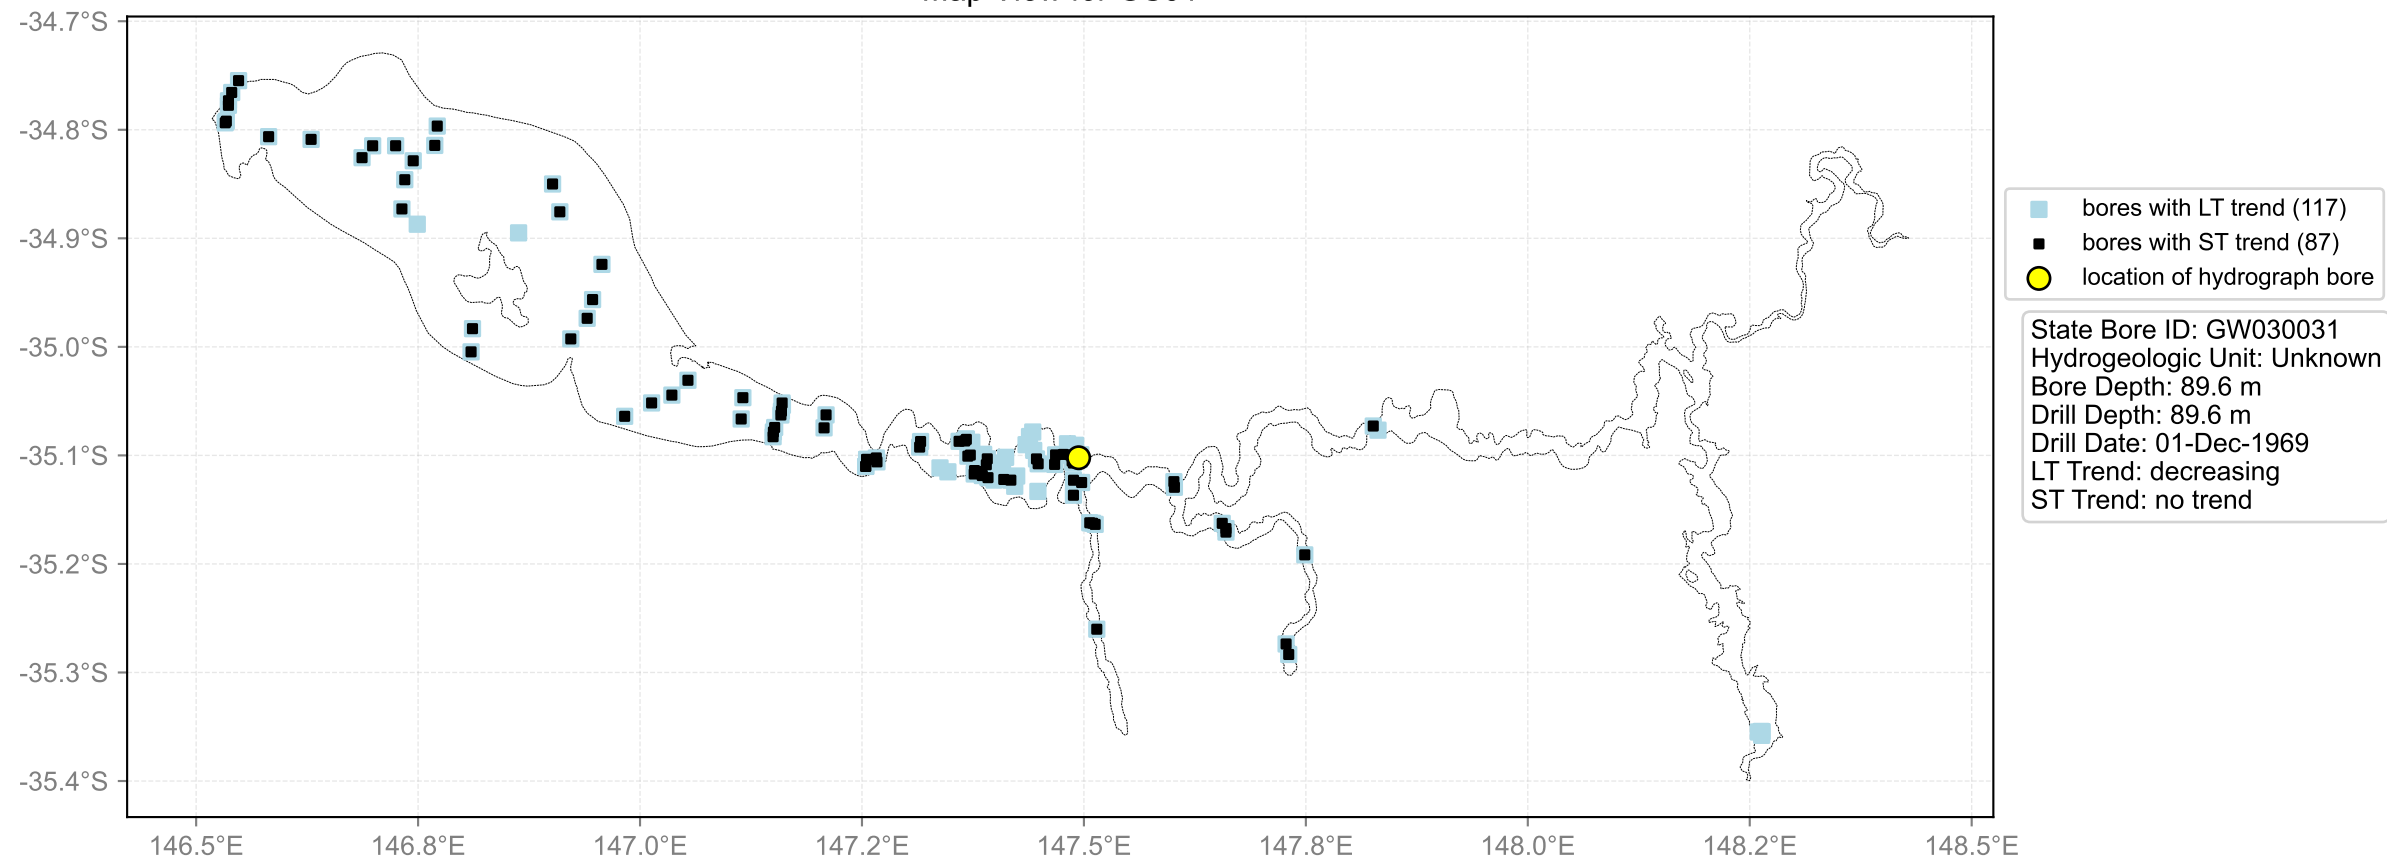 -34.7°S
-34.8°S
-34.9°S
-35.0°S
-35.1°S
-35.2°S
-35.3°S
-35.4°S
146.5°E 146.8°E 147.0°E 147.2°E 147.5°E 147.8°E 148.0°E 148.2°E 148.5°E
bores with LT trend (117)
bores with ST trend (87)
location of hydrograph bore
State Bore ID: GW030031
Hydrogeologic Unit: Unknown
Bore Depth: 89.6 m
Drill Depth: 89.6 m
Drill Date: 01-Dec-1969
LT Trend: decreasing
ST Trend: no trend